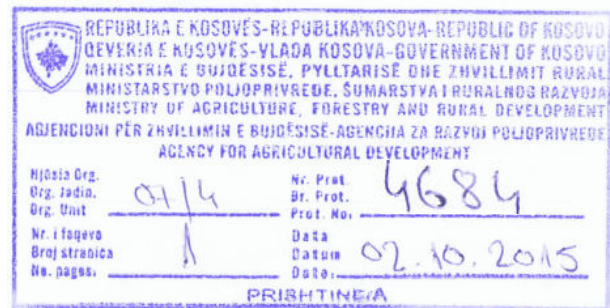 REPUBLIKA E KOSOVËS-REPUBLIKA KOSOVA-REPUBLIC OF KOSOVO
QEVERIA E KOSOVËS-VLADA KOSOVA-GOVERNMENT OF KOSOVO
MINISTRIA E BUJQËSISË, PYLLTARISË DHE ZHVILLIMIT RURAL
MINISTARSTVO POLJOPRIVREDE, ŠUMARSTVA I RURALNOG RAZVOJA
MINISTRY OF AGRICULTURE, FORESTRY AND RURAL DEVELOPMENT
AGJENCIONI PËR ZHVILLIMIN E BUJQËSISË-AGENCIJA ZA RAZVOJ POLJOPRIVREDE
AGENCY FOR AGRICULTURAL DEVELOPMENT
Njësia Org.
Org. Jedin.
Org. Unit
07/4
Nr. Prot.
Br. Prot.
Prot. No:
4684
Nr. i faqeve
Broj stranica
No. pages:
1
Data
Datum
Date:
02.10.2015
PRISHTINË/A